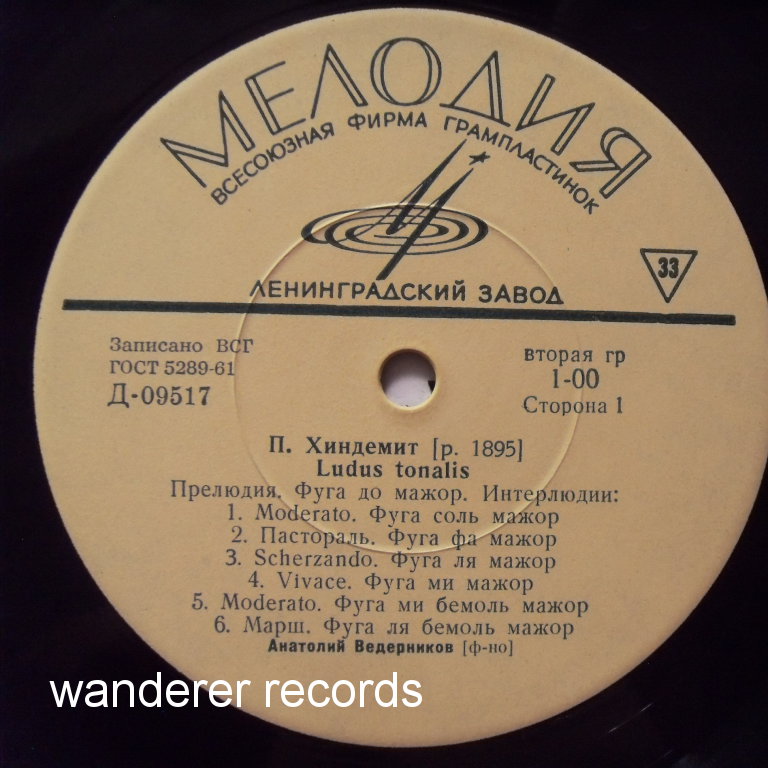 МЕЛОДИЯ
ВСЕСОЮЗНАЯ ФИРМА ГРАМПЛАСТИНОК
33
ЛЕНИНГРАДСКИЙ ЗАВОД
Записано ВСГ
ГОСТ 5289-61
Д-09517
вторая гр
1-00
Сторона 1
П. Хиндемит [р. 1895]
Ludus tonalis
Прелюдия. Фуга до мажор. Интерлюдии:
1. Moderato. Фуга соль мажор
2. Пастораль. Фуга фа мажор
3. Scherzando. Фуга ля мажор
4. Vivace. Фуга ми мажор
5. Moderato. Фуга ми бемоль мажор
6. Марш. Фуга ля бемоль мажор
Анатолий Ведерников [ф-но]
wanderer records